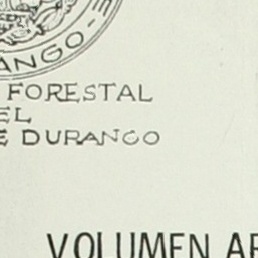 ANGO
FORESTAL
EL
E DURANGO
VOLUMEN AR